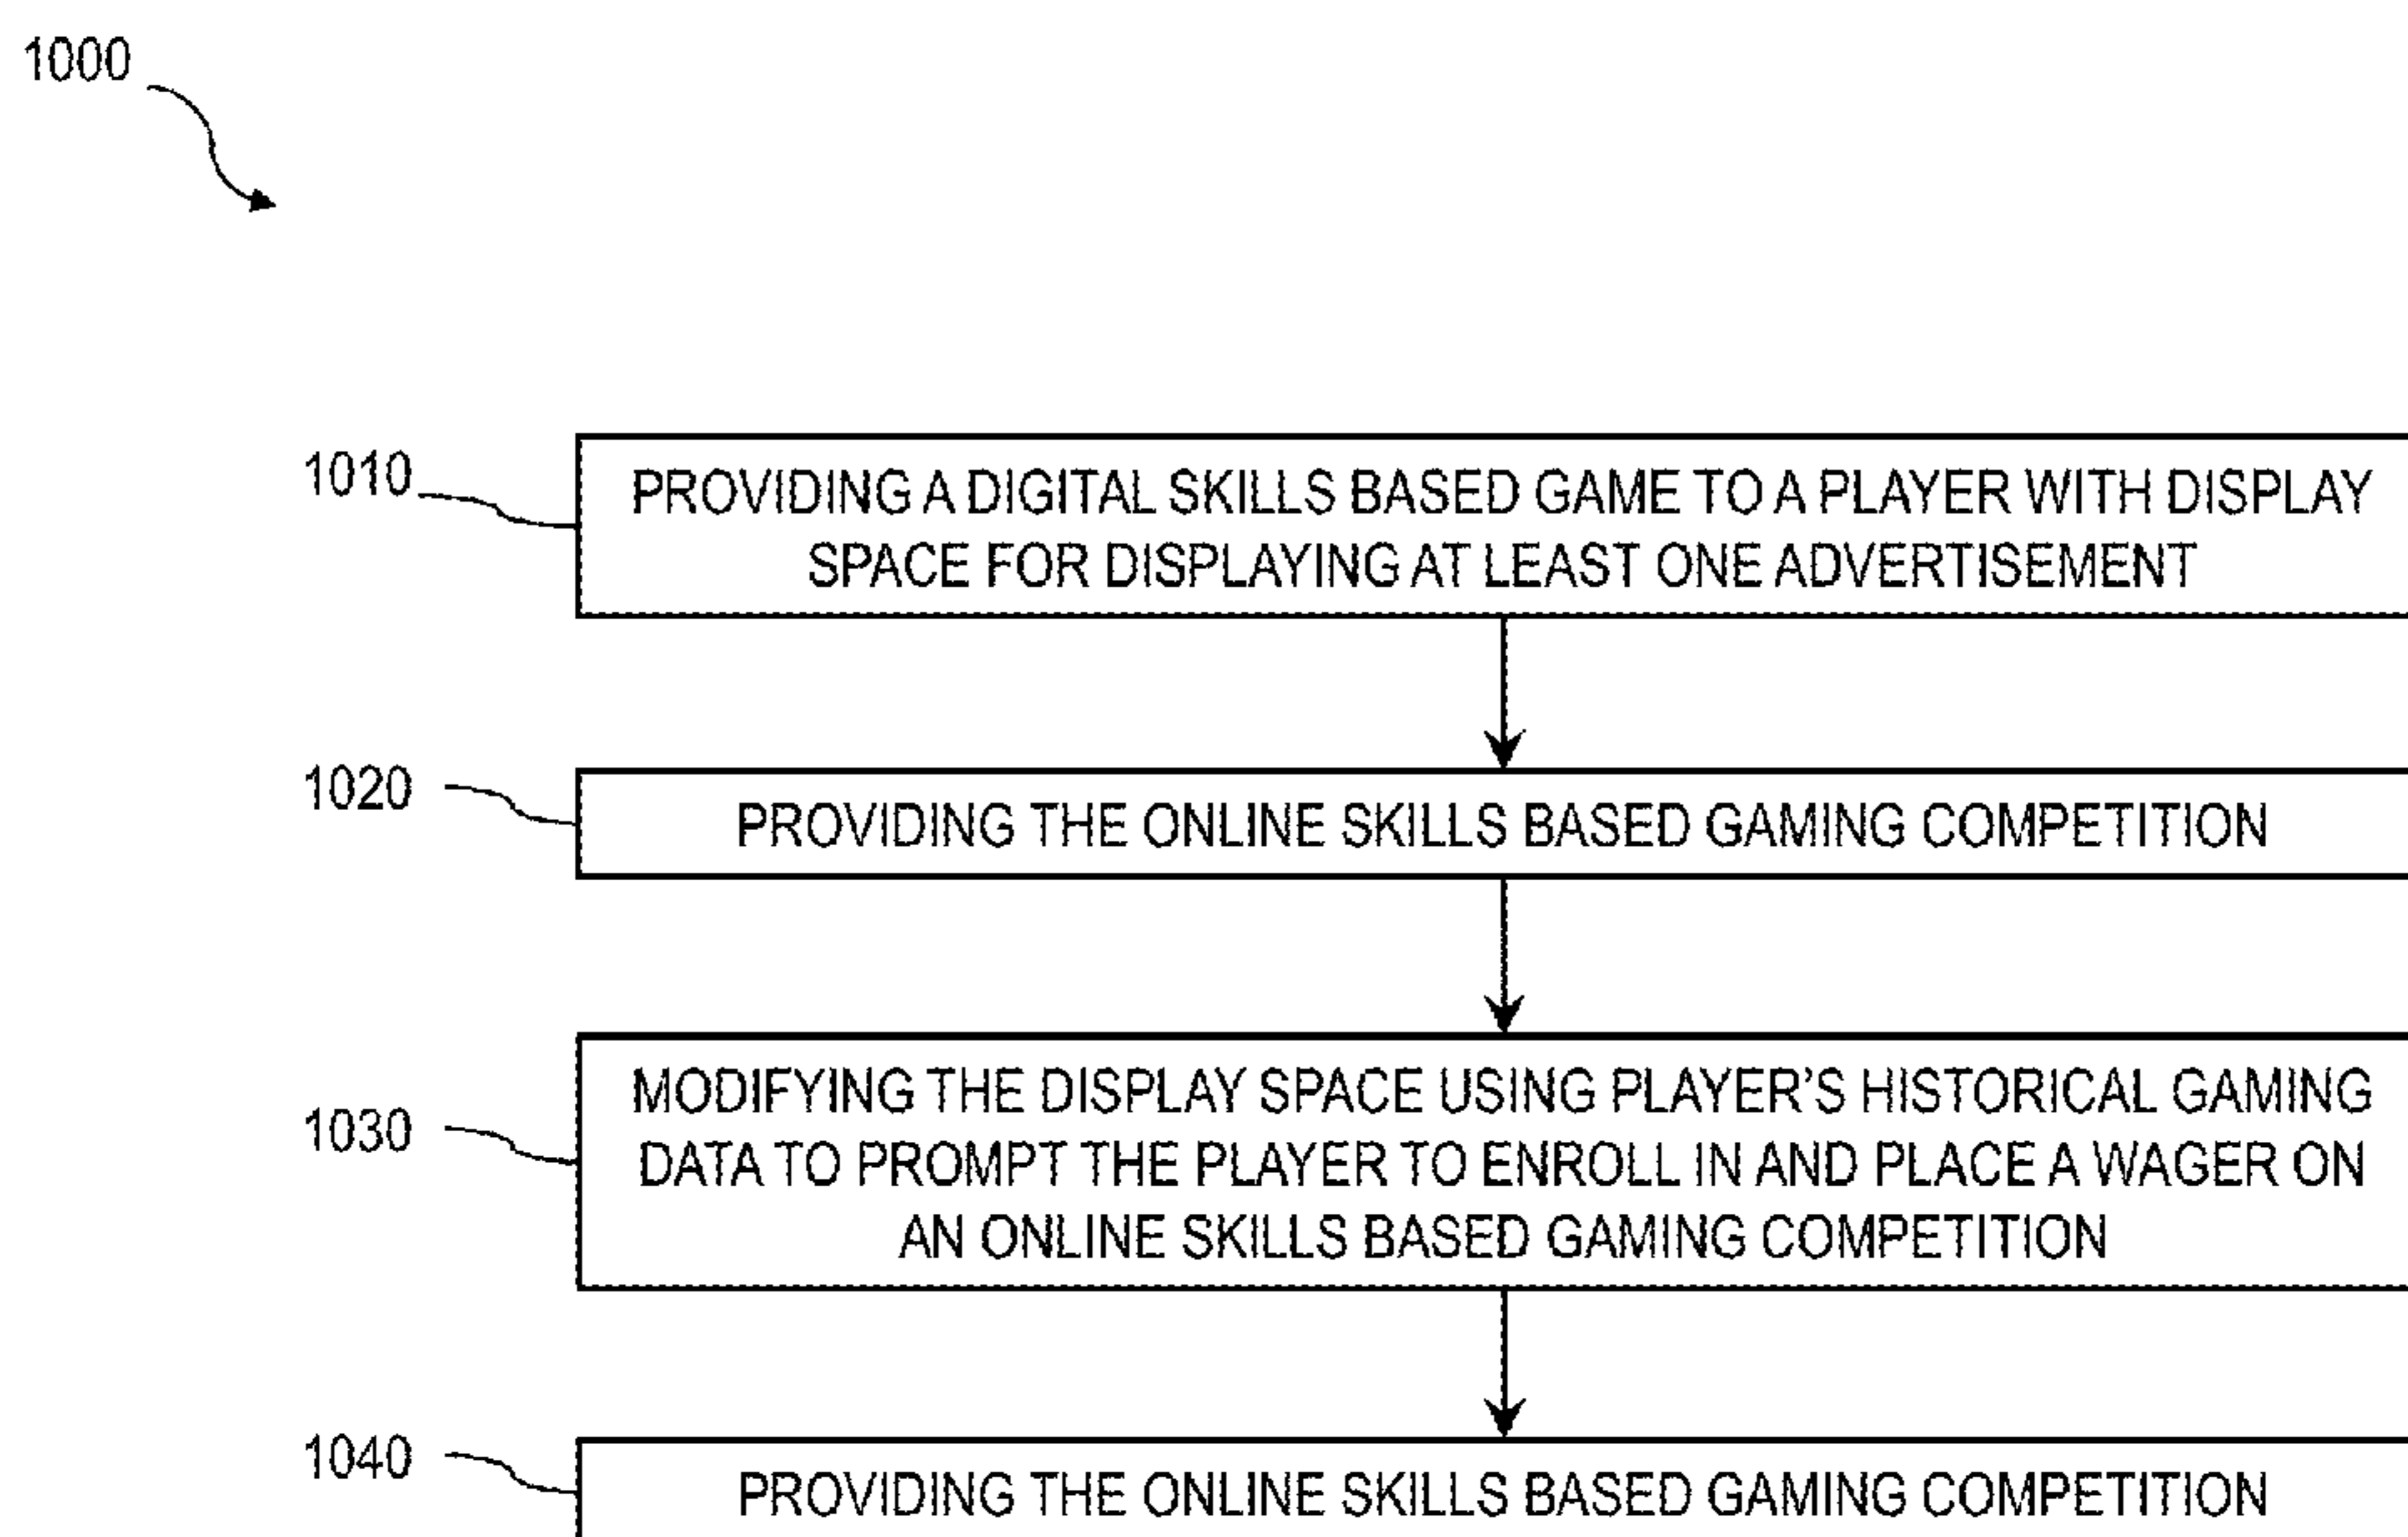 1000
1010
PROVIDING A DIGITAL SKILLS BASED GAME TO A PLAYER WITH DISPLAY
SPACE FOR DISPLAYING AT LEAST ONE ADVERTISEMENT
1020
PROVIDING THE ONLINE SKILLS BASED GAMING COMPETITION
1030
MODIFYING THE DISPLAY SPACE USING PLAYER'S HISTORICAL GAMING
DATA TO PROMPT THE PLAYER TO ENROLL IN AND PLACE A WAGER ON
AN ONLINE SKILLS BASED GAMING COMPETITION
1040
PROVIDING THE ONLINE SKILLS BASED GAMING COMPETITION